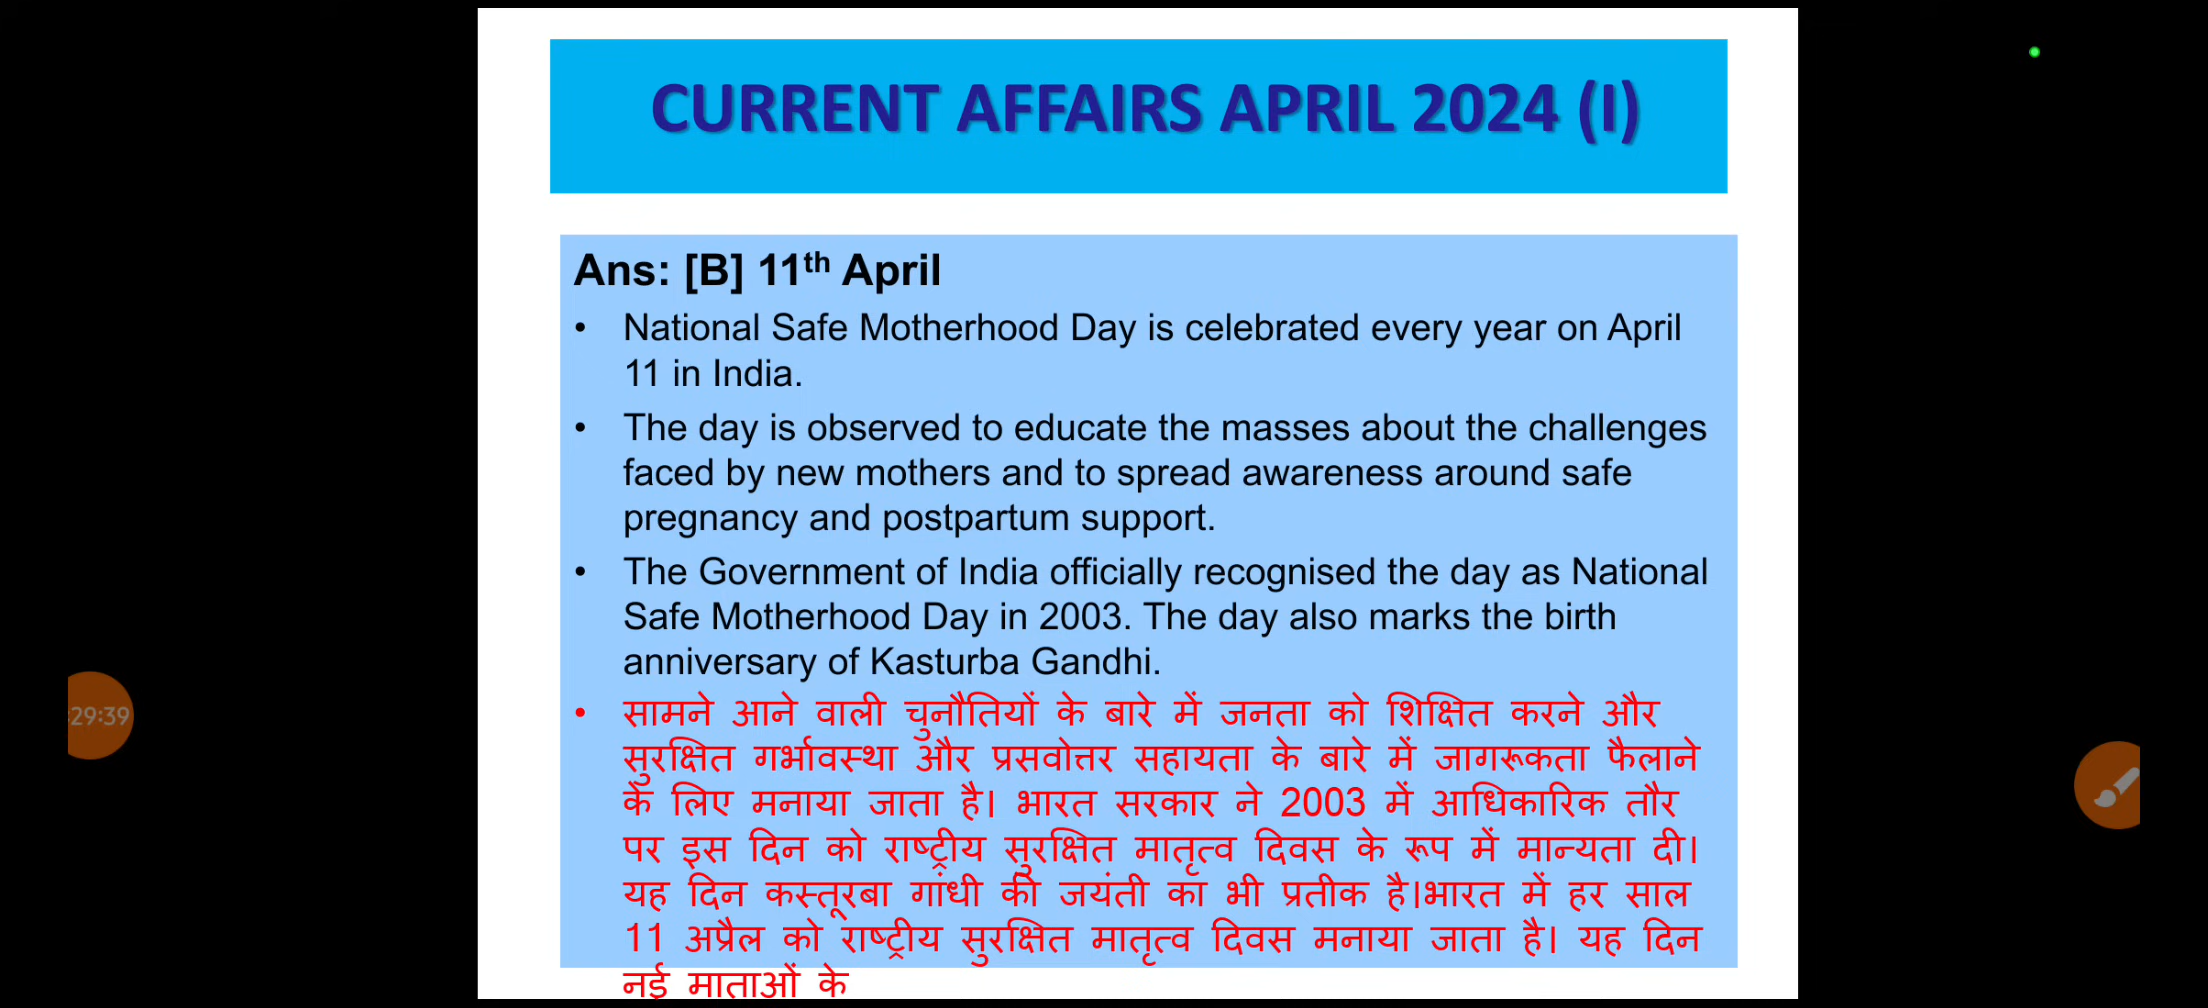 CURRENT AFFAIRS APRIL 2024 (I)
Ans: [B] 11th April
• National Safe Motherhood Day is celebrated every year on April
11 in India.
• The day is observed to educate the masses about the challenges
faced by new mothers and to spread awareness around safe
pregnancy and postpartum support.
• The Government of India officially recognised the day as National
Safe Motherhood Day in 2003. The day also marks the birth
anniversary of Kasturba Gandhi.
• सामने आने वाली चुनौतियों के बारे में जनता को शिक्षित करने और
सुरक्षित गर्भावस्था और प्रसवोत्तर सहायता के बारे में जागरूकता फैलाने
के लिए मनाया जाता है। भारत सरकार ने 2003 में आधिकारिक तौर
पर इस दिन को राष्ट्रीय सुरक्षित मातृत्व दिवस के रूप में मान्यता दी।
यह दिन कस्तूरबा गांधी की जयंती का भी प्रतीक है।भारत में हर साल
11 अप्रैल को राष्ट्रीय सुरक्षित मातृत्व दिवस मनाया जाता है। यह दिन
नई माताओं के
:29:39